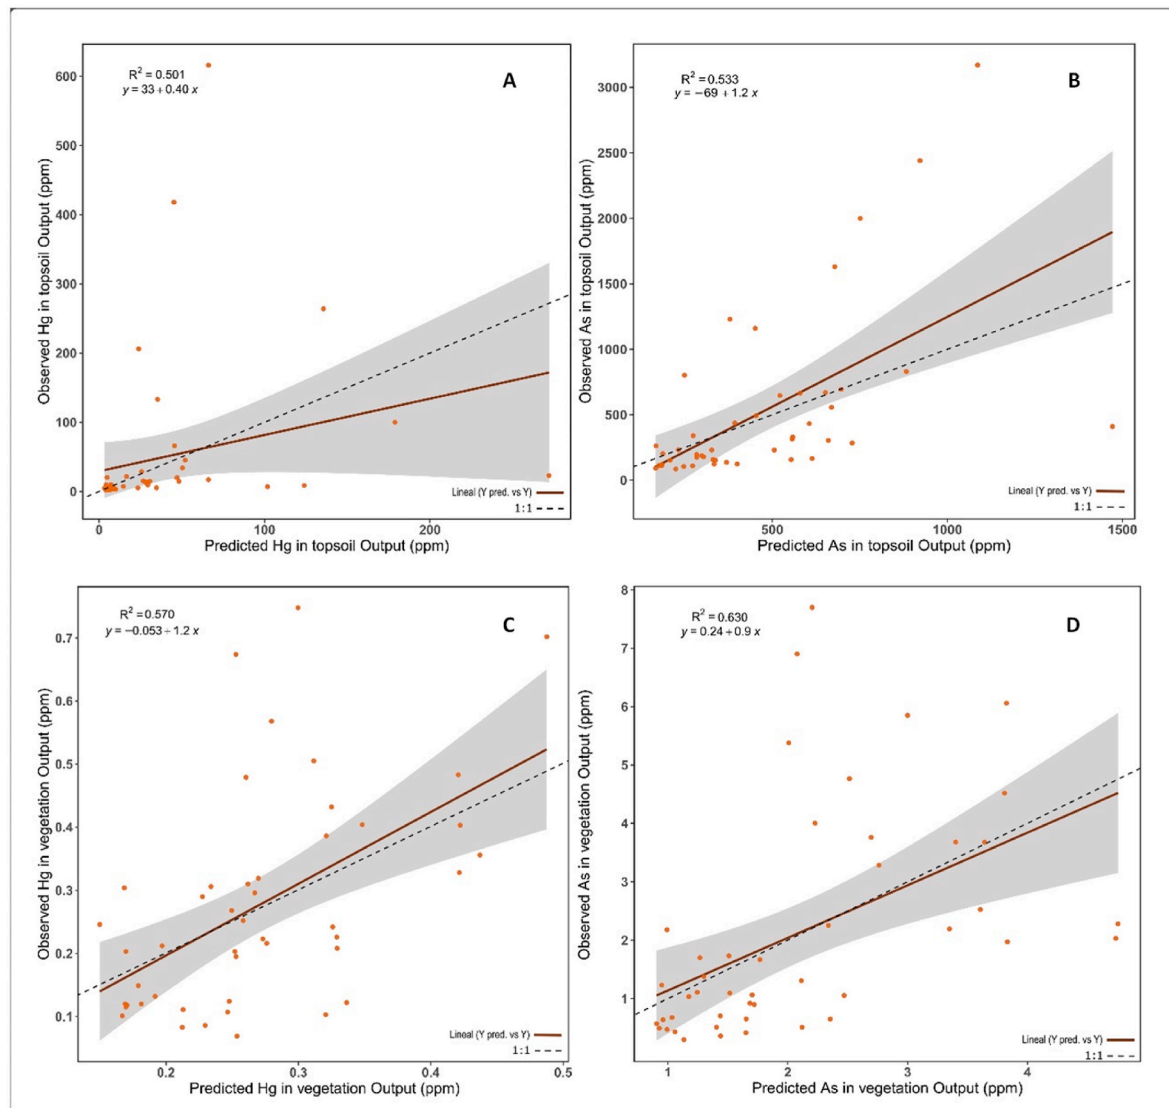 R² = 0.501
y = 33 + 0.40 x
A
600
500
400
300
200
100
0
Observed Hg in topsoil Output (ppm)
Lineal (Y pred. vs Y)
1:1
0 100 200
Predicted Hg in topsoil Output (ppm)
R² = 0.533
y = −69 + 1.2 x
B
3000
2500
2000
1500
1000
500
0
Observed As in topsoil Output (ppm)
Lineal (Y pred. vs Y)
1:1
500 1000 1500
Predicted As in topsoil Output (ppm)
R² = 0.570
y = −0.053 + 1.2 x
C
0.7
0.6
0.5
0.4
0.3
0.2
0.1
Observed Hg in vegetation Output (ppm)
Lineal (Y pred. vs Y)
1:1
0.2 0.3 0.4 0.5
Predicted Hg in vegetation Output (ppm)
R² = 0.630
y = 0.24 + 0.9 x
D
8
7
6
5
4
3
2
1
Observed As in vegetation Output (ppm)
Lineal (Y pred. vs Y)
1:1
1 2 3 4
Predicted As in vegetation Output (ppm)